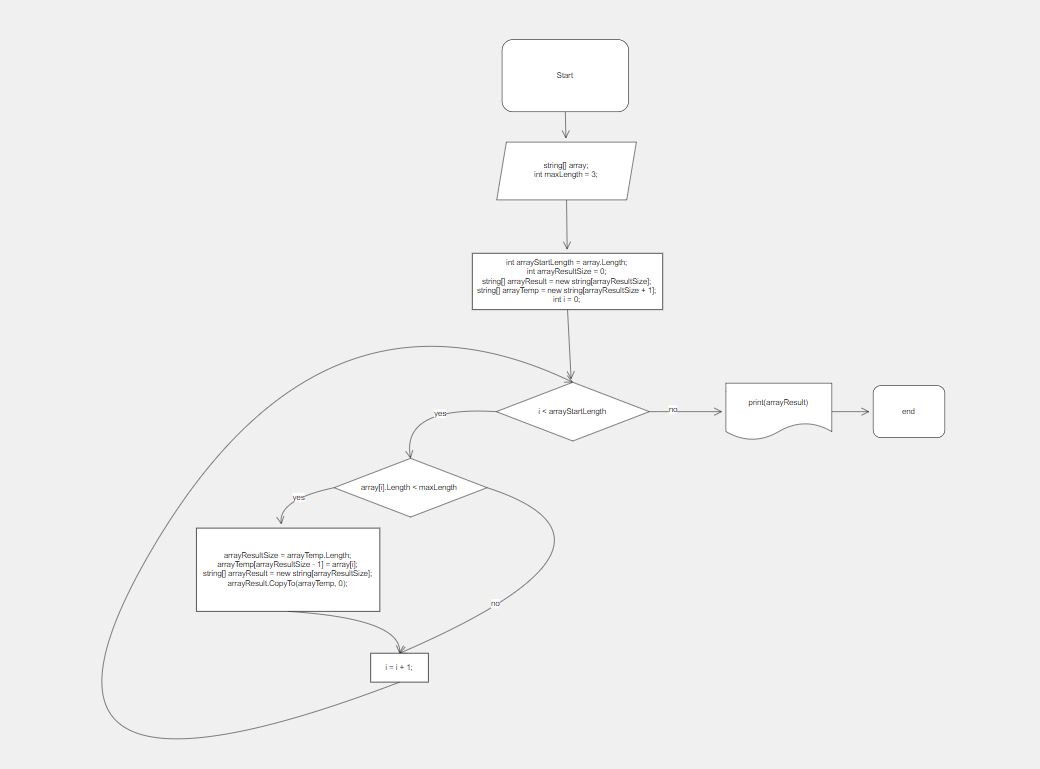 Start
string[] array;
int maxLength = 3;
int arrayStartLength = array.Length;
int arrayResultSize = 0;
string[] arrayResult = new string[arrayResultSize];
string[] arrayTemp = new string[arrayResultSize + 1];
int i = 0;
i < arrayStartLength
no
print(arrayResult)
end
yes
array[i].Length < maxLength
yes
arrayResultSize = arrayTemp.Length;
arrayTemp[arrayResultSize - 1] = array[i];
string[] arrayResult = new string[arrayResultSize];
arrayResult.CopyTo(arrayTemp, 0);
no
i = i + 1;